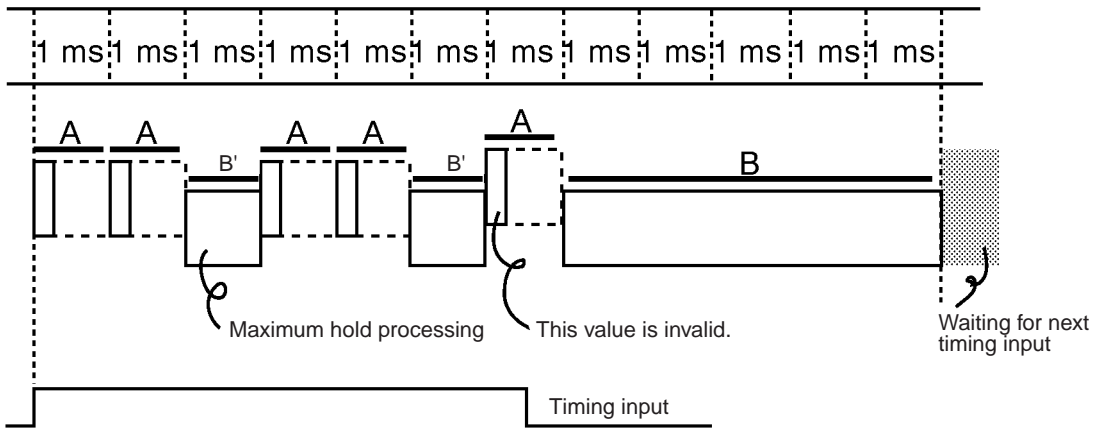 1 ms 1 ms 1 ms 1 ms 1 ms 1 ms 1 ms 1 ms 1 ms 1 ms 1 ms 1 ms
A A B' A A B' A B
Maximum hold processing
This value is invalid.
Waiting for next
timing input
Timing input